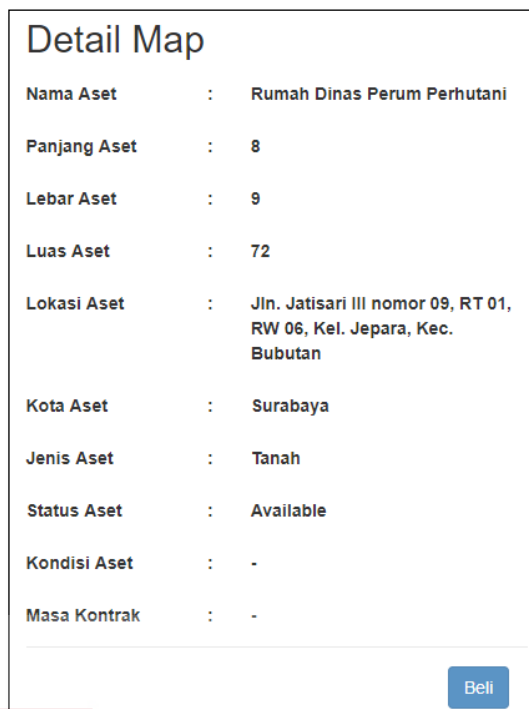 Detail Map
Nama Aset : Rumah Dinas Perum Perhutani
Panjang Aset : 8
Lebar Aset : 9
Luas Aset : 72
Lokasi Aset : Jln. Jatisari III nomor 09, RT 01,
RW 06, Kel. Jepara, Kec.
Bubutan
Kota Aset : Surabaya
Jenis Aset : Tanah
Status Aset : Available
Kondisi Aset : -
Masa Kontrak : -
Beli